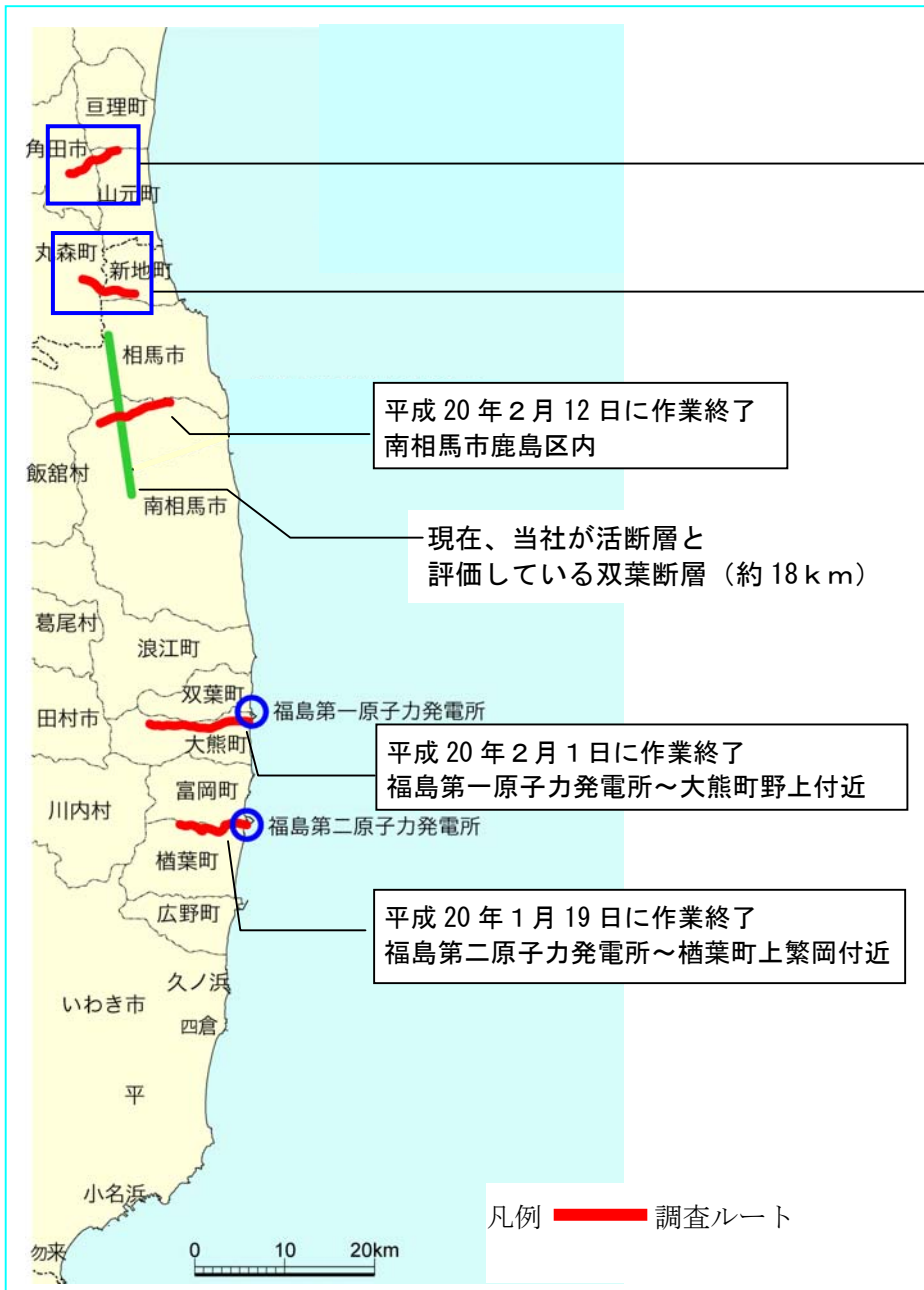 亘理町
角田市
山元町
丸森町
新地町
相馬市
平成20年2月12日に作業終了
南相馬市鹿島区内
飯舘村
南相馬市
現在、当社が活断層と
評価している双葉断層（約18km）
葛尾村
浪江町
双葉町
福島第一原子力発電所
田村市
大熊町
平成20年2月1日に作業終了
福島第一原子力発電所～大熊町野上付近
富岡町
川内村
福島第二原子力発電所
楢葉町
広野町
平成20年1月19日に作業終了
福島第二原子力発電所～楢葉町上繁岡付近
久ノ浜
いわき市
四倉
平
小名浜
凡例 調査ルート
勿来
0 10 20km